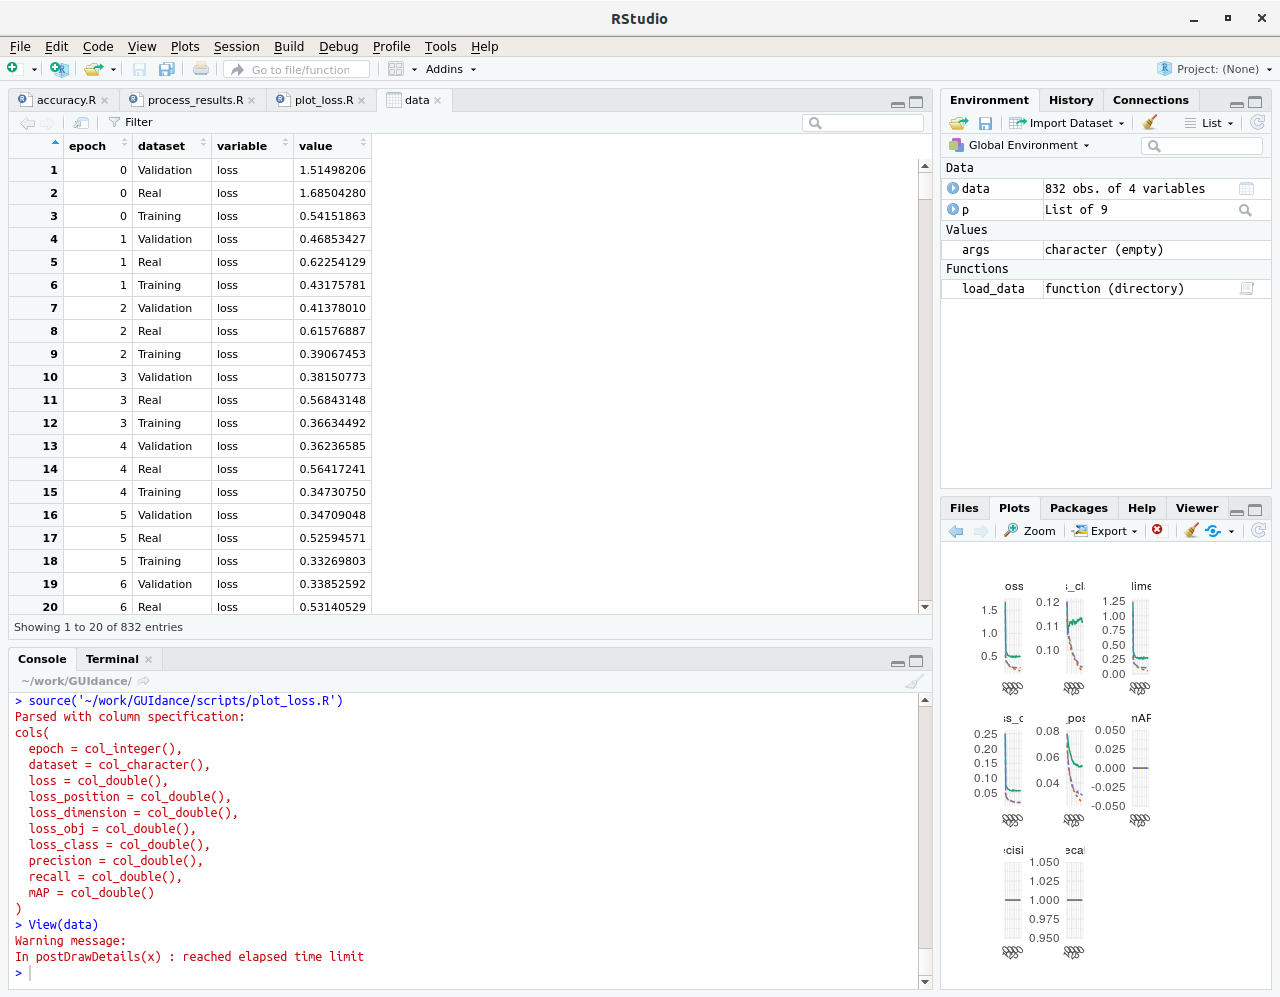 RStudio
File Edit Code View Plots Session Build Debug Profile Tools Help
Go to file/function Addins Project: (None)
accuracy.R process_results.R plot_loss.R data
Filter
epoch dataset variable value
1 0 Validation loss 1.51498206
2 0 Real loss 1.68504280
3 0 Training loss 0.54151863
4 1 Validation loss 0.46853427
5 1 Real loss 0.62254129
6 1 Training loss 0.43175781
7 2 Validation loss 0.41378010
8 2 Real loss 0.61576887
9 2 Training loss 0.39067453
10 3 Validation loss 0.38150773
11 3 Real loss 0.56843148
12 3 Training loss 0.36634492
13 4 Validation loss 0.36236585
14 4 Real loss 0.56417241
15 4 Training loss 0.34730750
16 5 Validation loss 0.34709048
17 5 Real loss 0.52594571
18 5 Training loss 0.33269803
19 6 Validation loss 0.33852592
20 6 Real loss 0.53140529
Showing 1 to 20 of 832 entries
Console Terminal
~/work/GUIdance/
> source('~/work/GUIdance/scripts/plot_loss.R')
Parsed with column specification:
cols(
epoch = col_integer(),
dataset = col_character(),
loss = col_double(),
loss_position = col_double(),
loss_dimension = col_double(),
loss_obj = col_double(),
loss_class = col_double(),
precision = col_double(),
recall = col_double(),
mAP = col_double()
)
> View(data)
Warning message:
In postDrawDetails(x) : reached elapsed time limit
>
Environment History Connections
Import Dataset List
Global Environment
Data
data 832 obs. of 4 variables
p List of 9
Values
args character (empty)
Functions
load_data function (directory)
Files Plots Packages Help Viewer
Zoom Export
oss s_cl lime
1.5 1.0 0.5
0.12 0.11 0.10
1.25 1.00 0.75 0.50 0.25 0.00
ss_c pos mAF
0.25 0.20 0.15 0.10 0.05
0.08 0.06 0.04
0.050 0.025 0.000 -0.025 -0.050
ecisi ecal
1.050 1.025 1.000 0.975 0.950